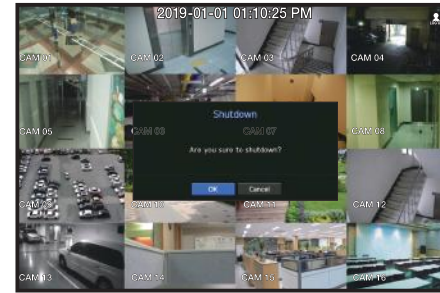 2019-01-01 01:10:25 PM
CAM 01
CAM 02
CAM 03
CAM 04
CAM 05
Shutdown
CAM 06
CAM 07
CAM 08
Are you sure to shutdown?
OK
Cancel
CAM 09
CAM 10
CAM 11
CAM 12
CAM 13
CAM 14
CAM 15
CAM 16